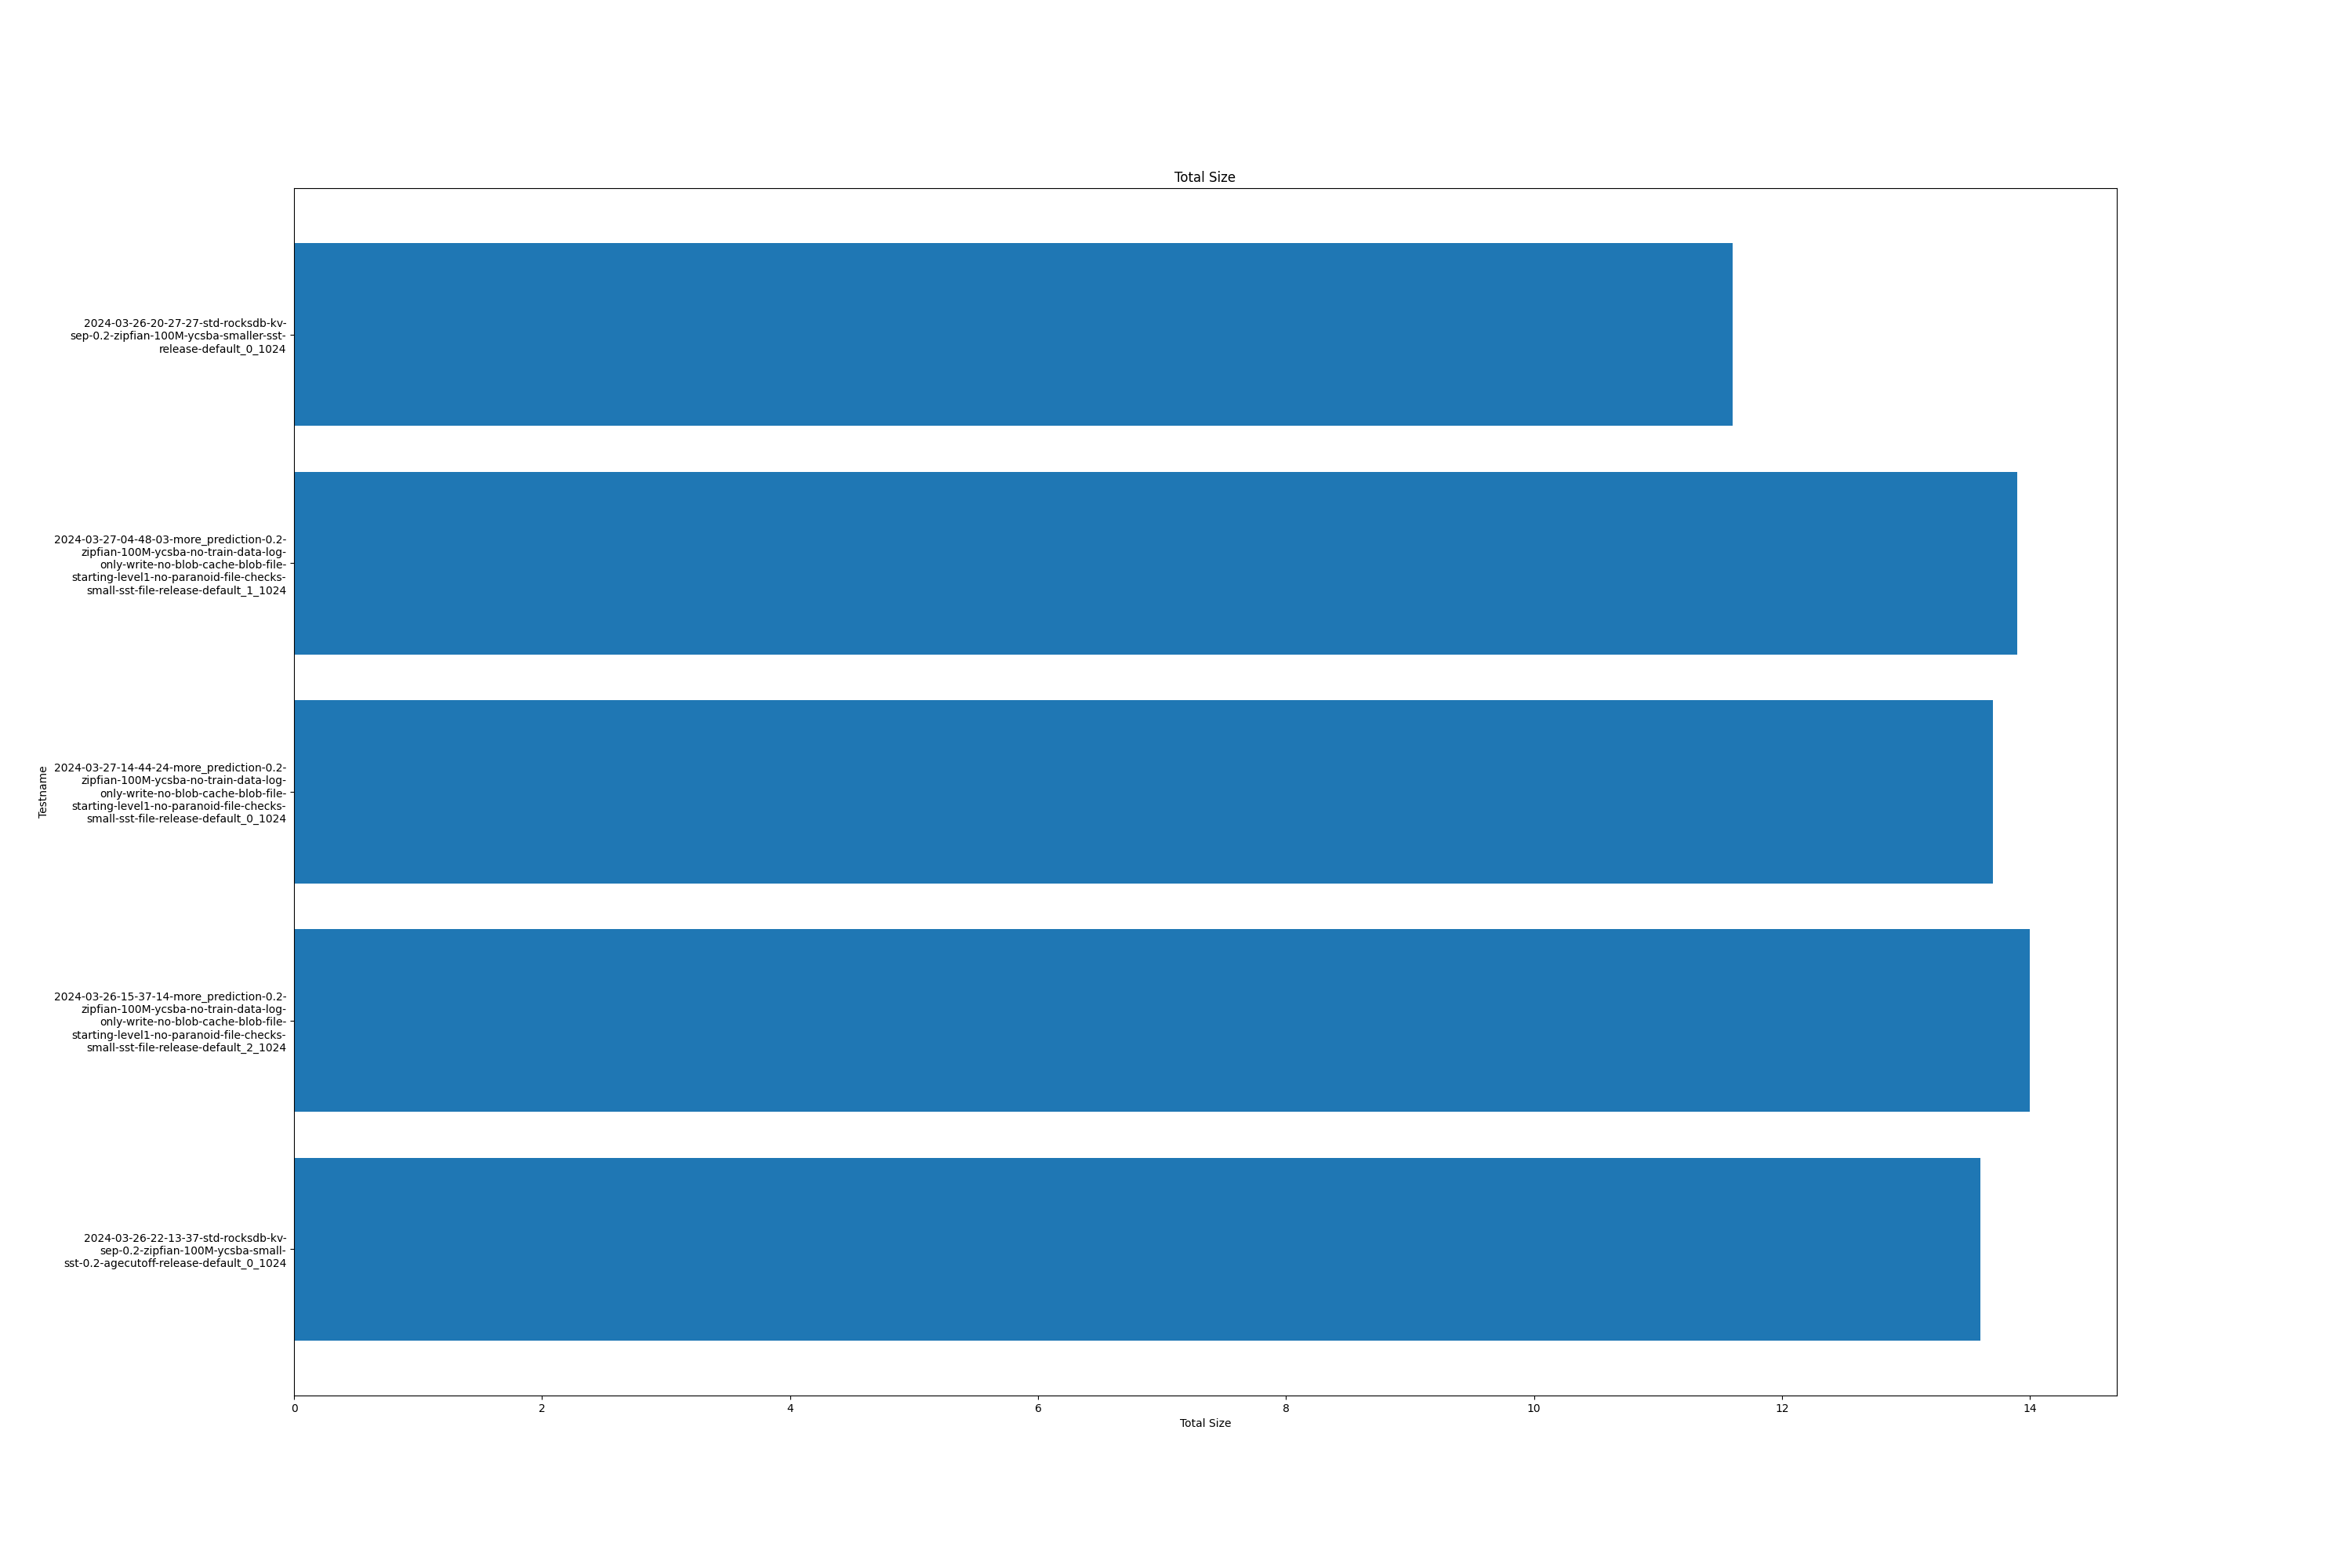 Total Size
2024-03-26-20-27-27-std-rocksdb-kv-
sep-0.2-zipfian-100M-ycsba-smaller-sst-
release-default_0_1024
2024-03-27-04-48-03-more_prediction-0.2-
zipfian-100M-ycsba-no-train-data-log-
only-write-no-blob-cache-blob-file-
starting-level1-no-paranoid-file-checks-
small-sst-file-release-default_1_1024
Testname
2024-03-27-14-44-24-more_prediction-0.2-
zipfian-100M-ycsba-no-train-data-log-
only-write-no-blob-cache-blob-file-
starting-level1-no-paranoid-file-checks-
small-sst-file-release-default_0_1024
2024-03-26-15-37-14-more_prediction-0.2-
zipfian-100M-ycsba-no-train-data-log-
only-write-no-blob-cache-blob-file-
starting-level1-no-paranoid-file-checks-
small-sst-file-release-default_2_1024
2024-03-26-22-13-37-std-rocksdb-kv-
sep-0.2-zipfian-100M-ycsba-small-
sst-0.2-agecutoff-release-default_0_1024
0 2 4 6 8 10 12 14
Total Size